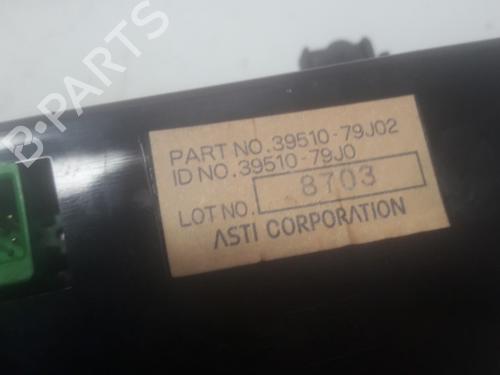 B-PARTS
PART NO.39510-79J02
ID NO.39510-79J0
LOT NO. 8703
ASTI CORPORATION